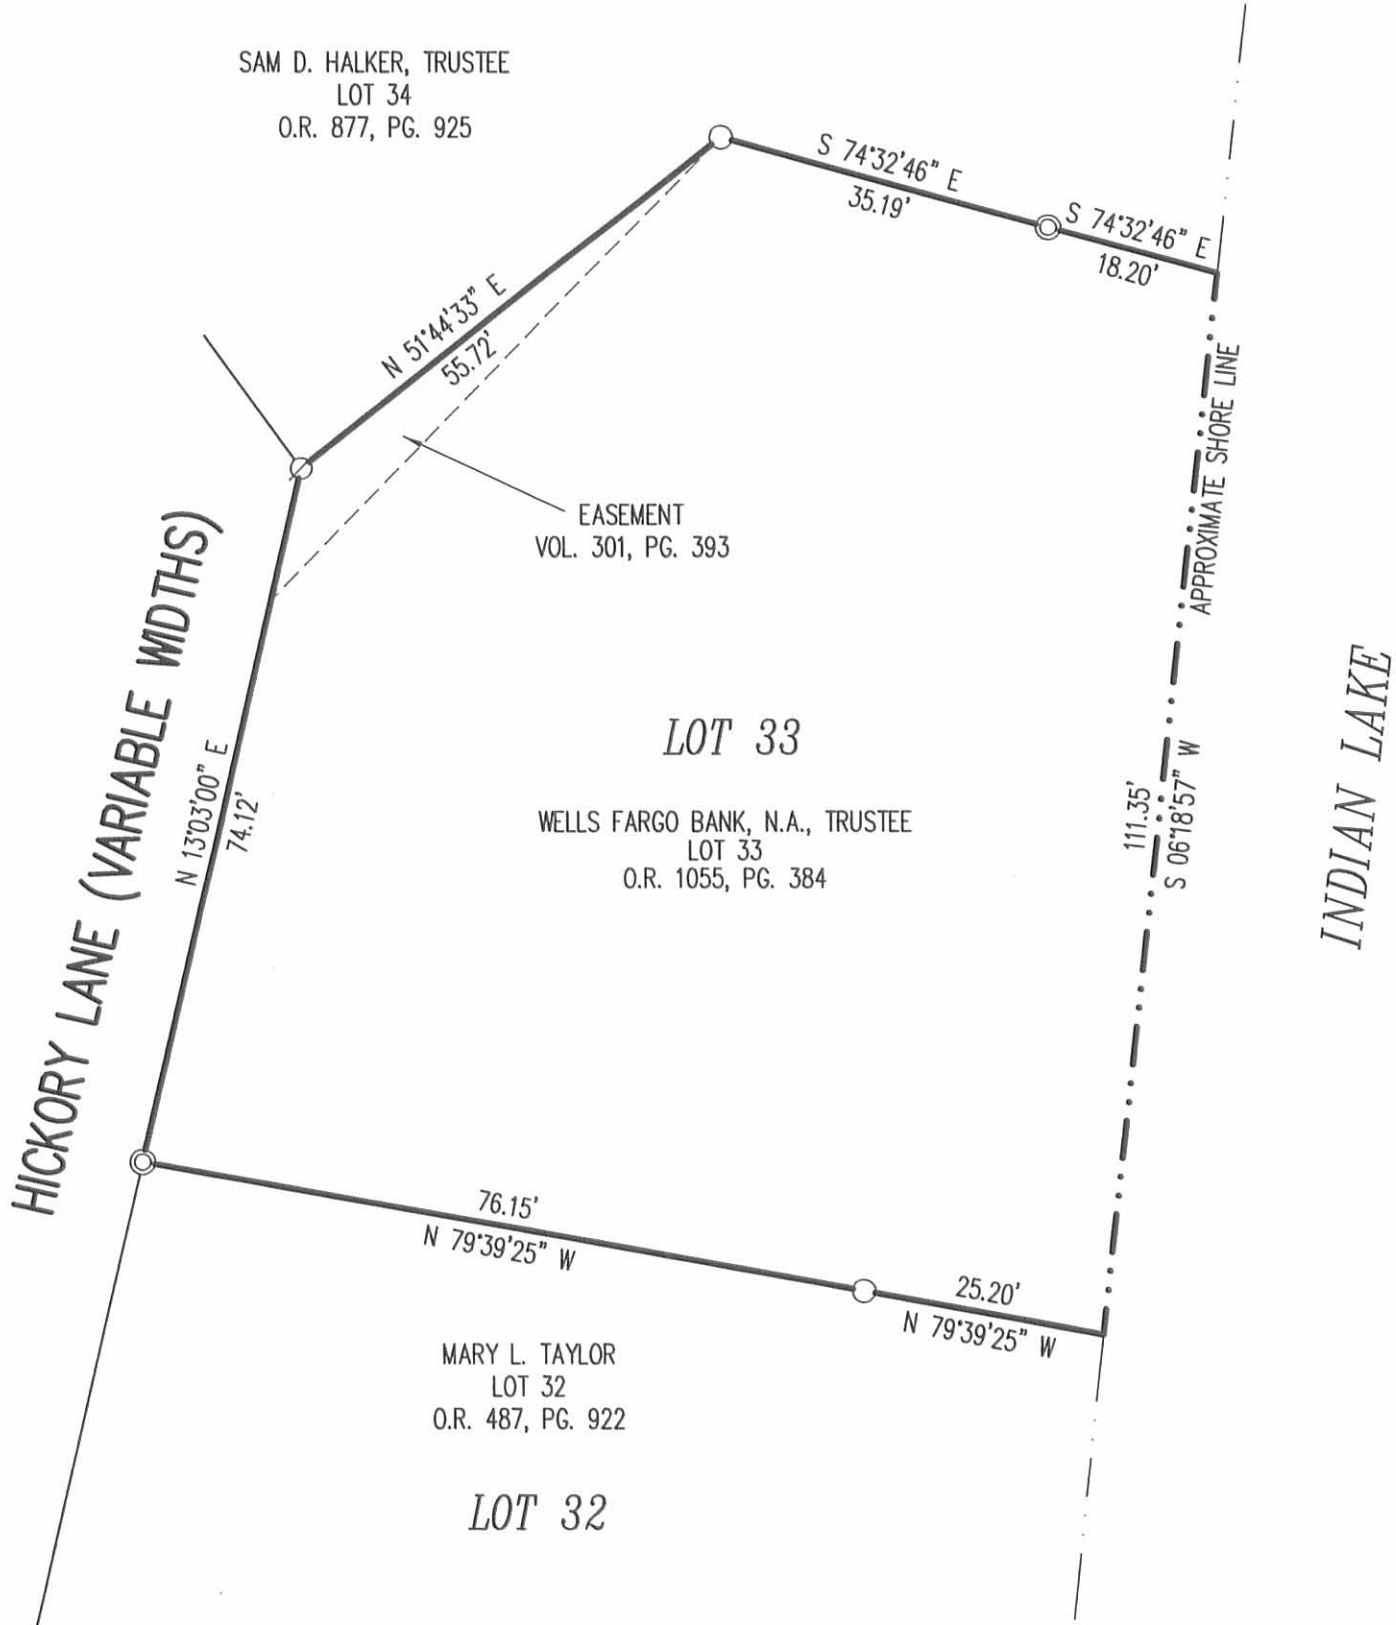 SAM D. HALKER, TRUSTEE
LOT 34
O.R. 877, PG. 925
S 74°32'46" E
35.19'
S 74°32'46" E
18.20'
N 51°44'33" E
55.72'
APPROXIMATE SHORE LINE
EASEMENT
VOL. 301, PG. 393
HICKORY LANE (VARIABLE WIDTHS)
N 13°03'00" E
74.12'
LOT 33
WELLS FARGO BANK, N.A., TRUSTEE
LOT 33
O.R. 1055, PG. 384
111.35'
S 06°18'57" W
INDIAN LAKE
76.15'
N 79°39'25" W
25.20'
N 79°39'25" W
MARY L. TAYLOR
LOT 32
O.R. 487, PG. 922
LOT 32